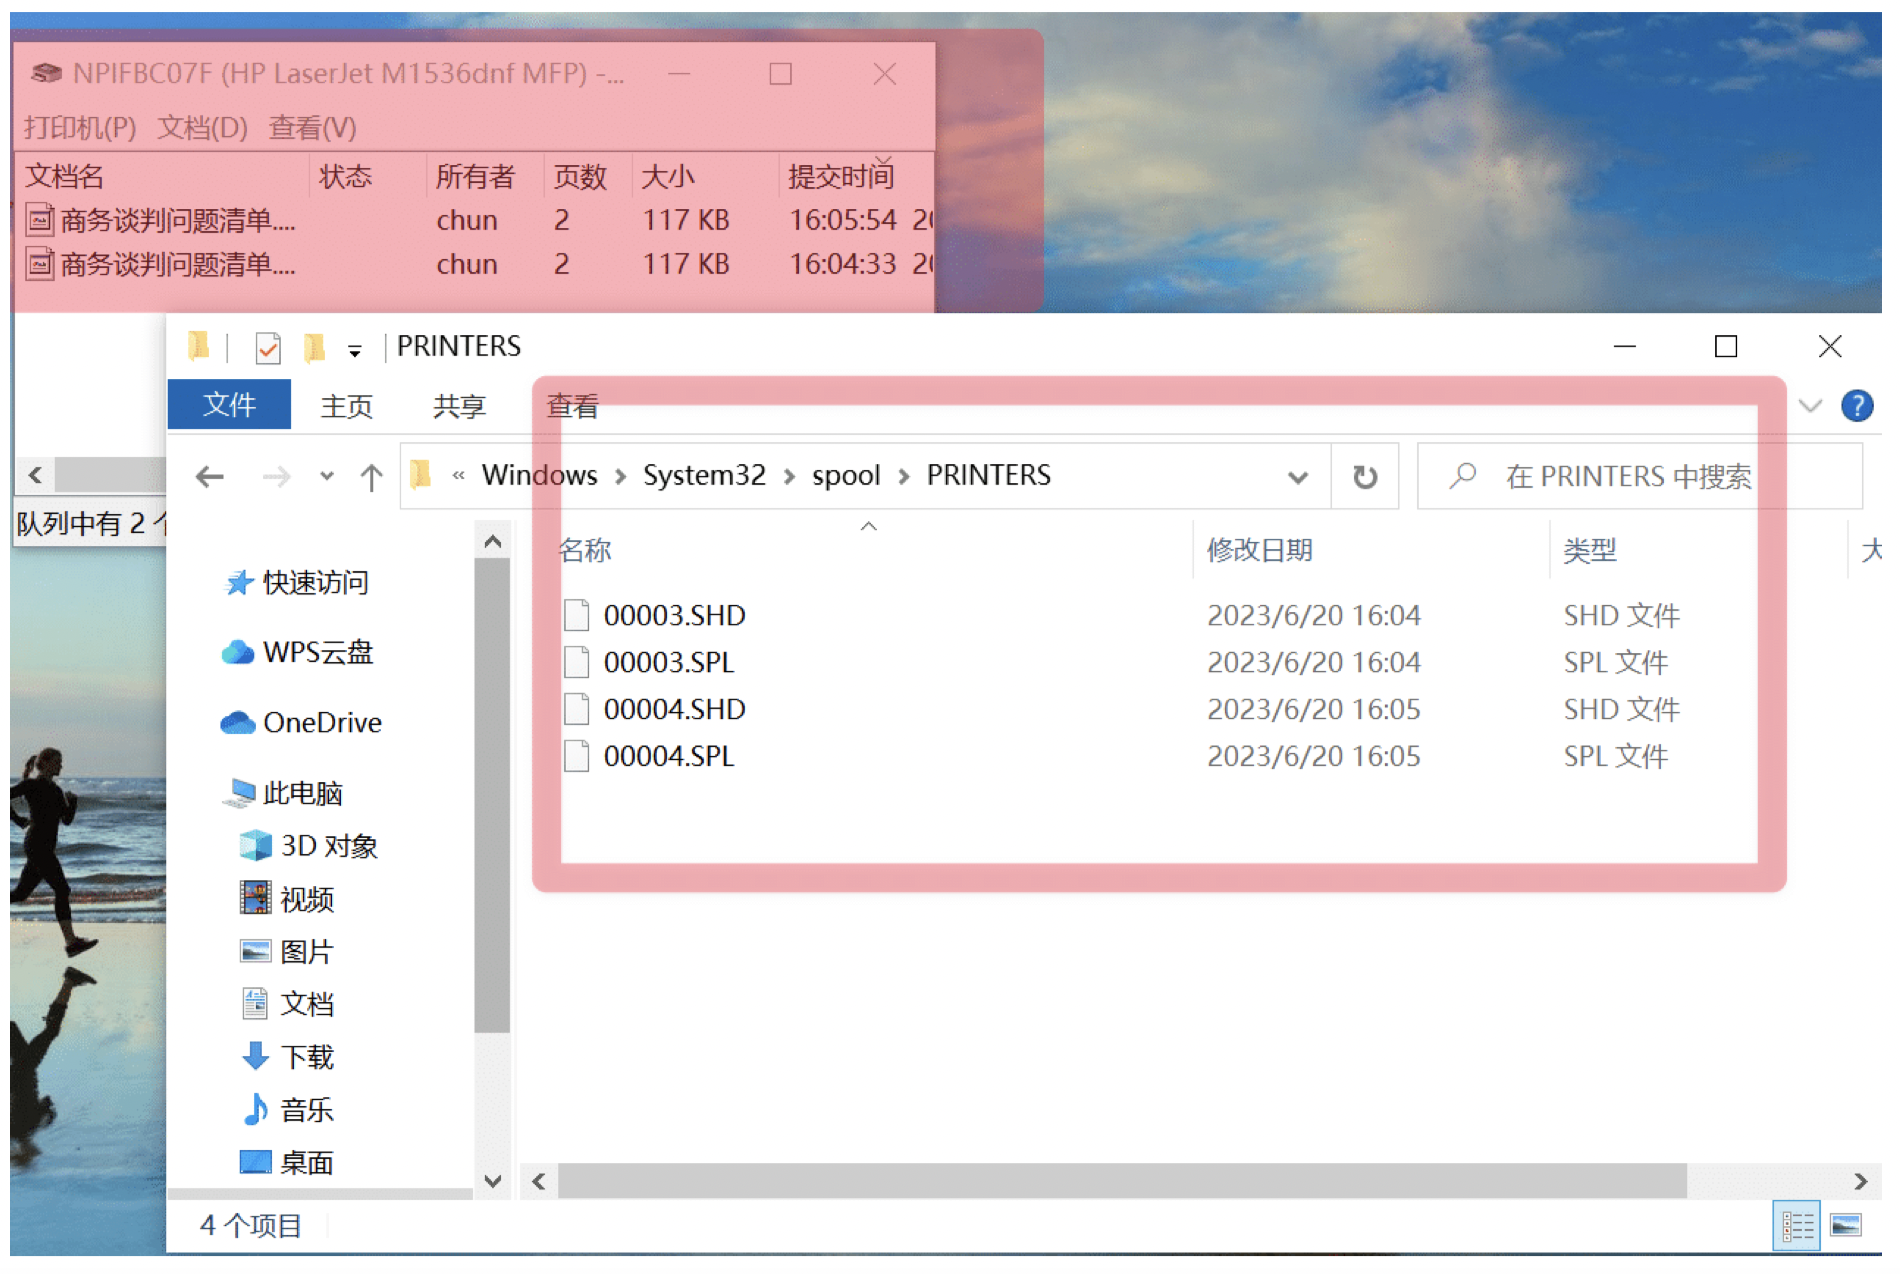 NPIFBC07F (HP LaserJet M1536dnf MFP) -...
打印机(P) 文档(D) 查看(V)
文档名 状态 所有者 页数 大小 提交时间
商务谈判问题清单.... chun 2 117 KB 16:05:54 20
商务谈判问题清单.... chun 2 117 KB 16:04:33 20
队列中有 2 个
PRINTERS
文件 主页 共享 查看
« Windows › System32 › spool › PRINTERS
在 PRINTERS 中搜索
名称 修改日期 类型 大
00003.SHD 2023/6/20 16:04 SHD 文件
00003.SPL 2023/6/20 16:04 SPL 文件
00004.SHD 2023/6/20 16:05 SHD 文件
00004.SPL 2023/6/20 16:05 SPL 文件
快速访问
WPS云盘
OneDrive
此电脑
3D 对象
视频
图片
文档
下载
音乐
桌面
4 个项目